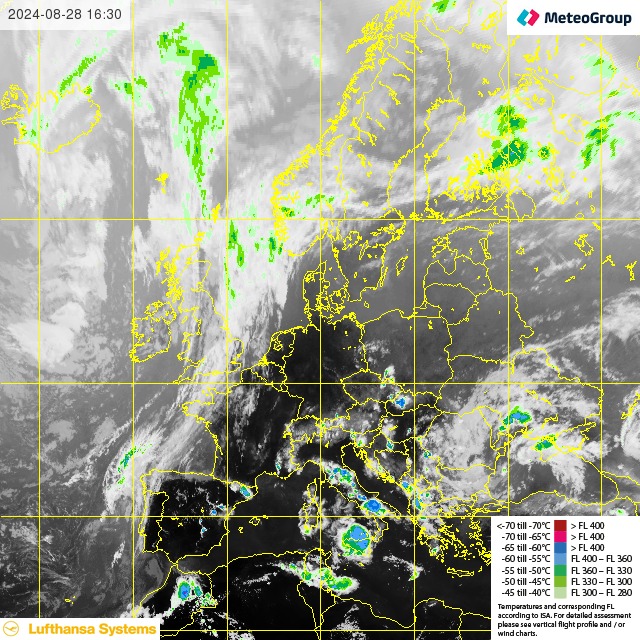 2024-08-28 16:30
MeteoGroup
<-70 till -70°C > FL 400
-70 till -65°C > FL 400
-65 till -60°C > FL 400
-60 till -55°C FL 400 – FL 360
-55 till -50°C FL 360 – FL 330
-50 till -45°C FL 330 – FL 300
-45 till -40°C FL 300 – FL 280
Temperatures and corresponding FL
according to ISA. For detailed assessment
please see vertical flight profile and / or
wind charts.
Lufthansa Systems